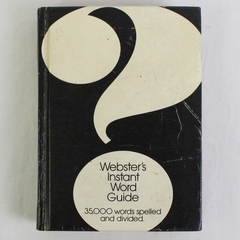 ?
Webster's
Instant
Word
Guide
35,000 words spelled
and divided.